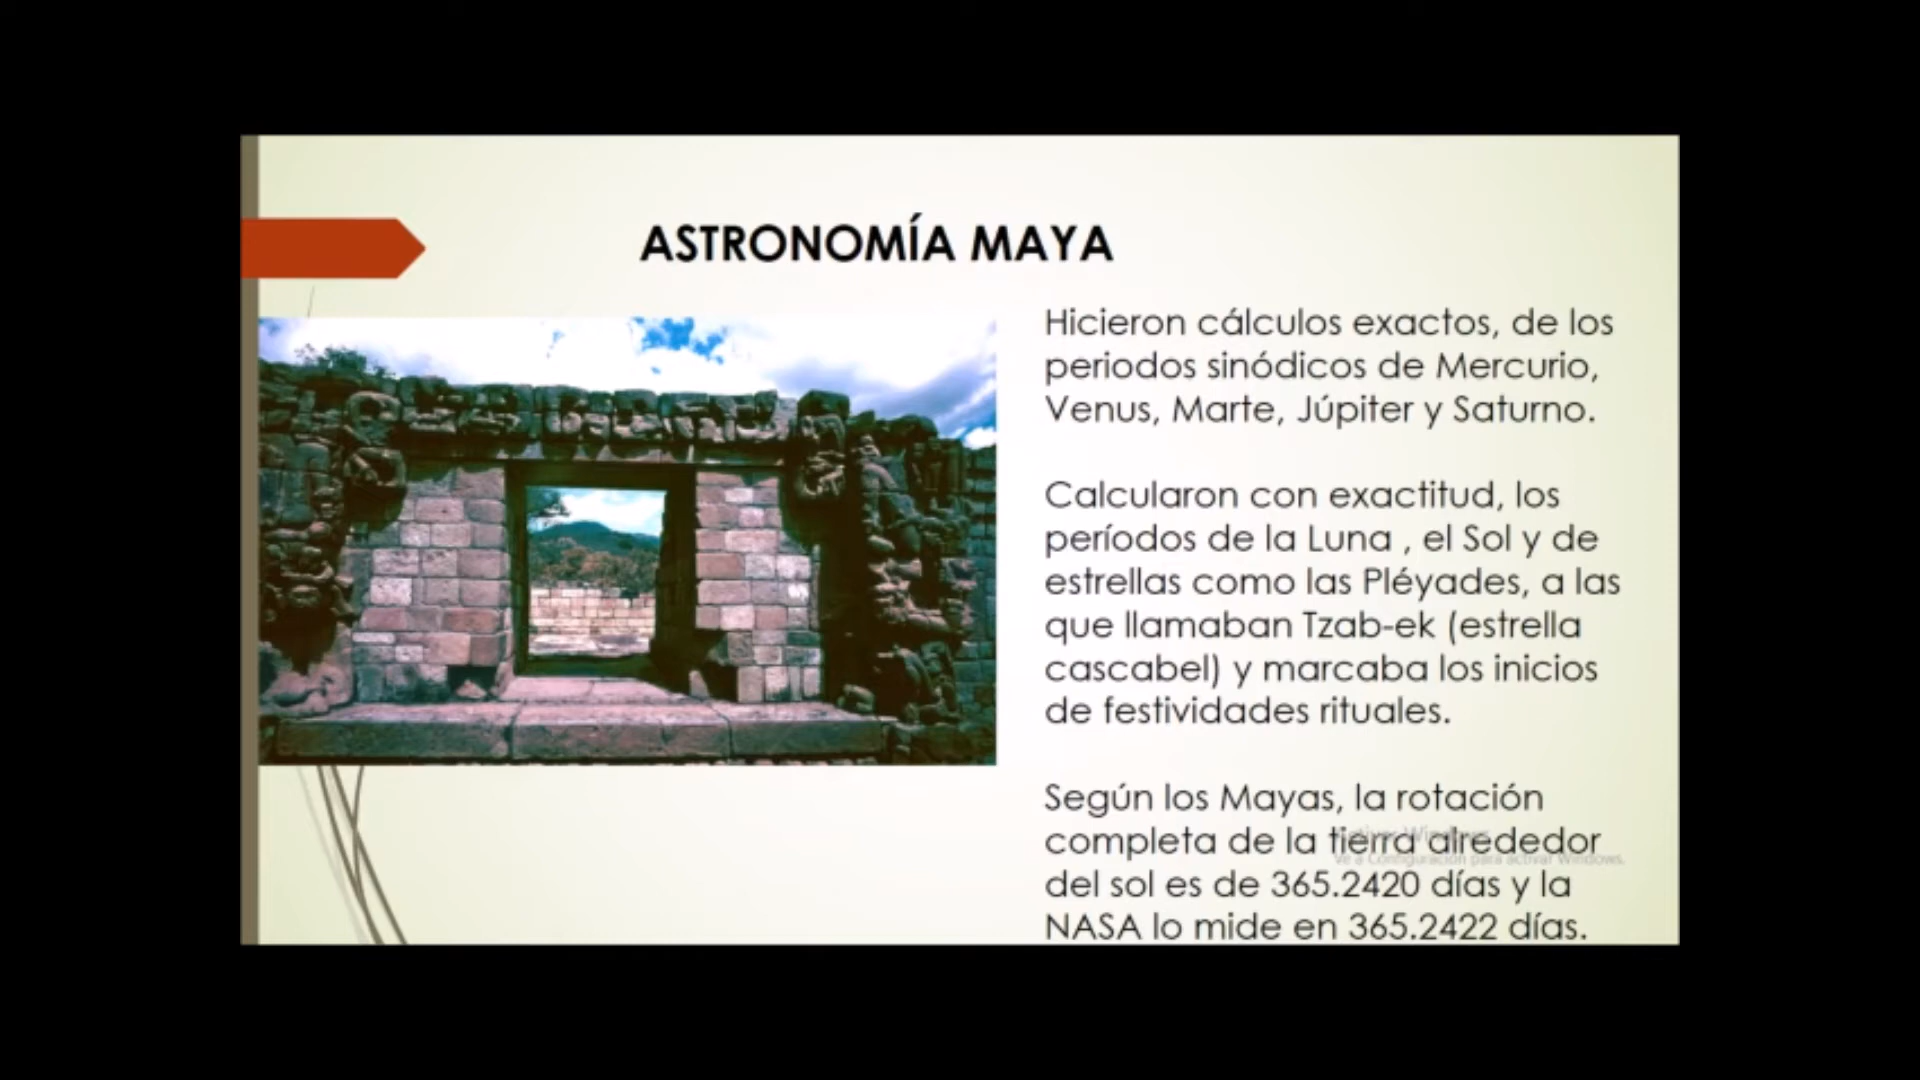 ASTRONOMÍA MAYA
Hicieron cálculos exactos, de los
periodos sinódicos de Mercurio,
Venus, Marte, Júpiter y Saturno.
Calcularon con exactitud, los
períodos de la Luna , el Sol y de
estrellas como las Pléyades, a las
que llamaban Tzab-ek (estrella
cascabel) y marcaba los inicios
de festividades rituales.
Según los Mayas, la rotación
completa de la tierra alrededor
del sol es de 365.2420 días y la
NASA lo mide en 365.2422 días.
Activar Windows
Ve a Configuración para activar Windows.